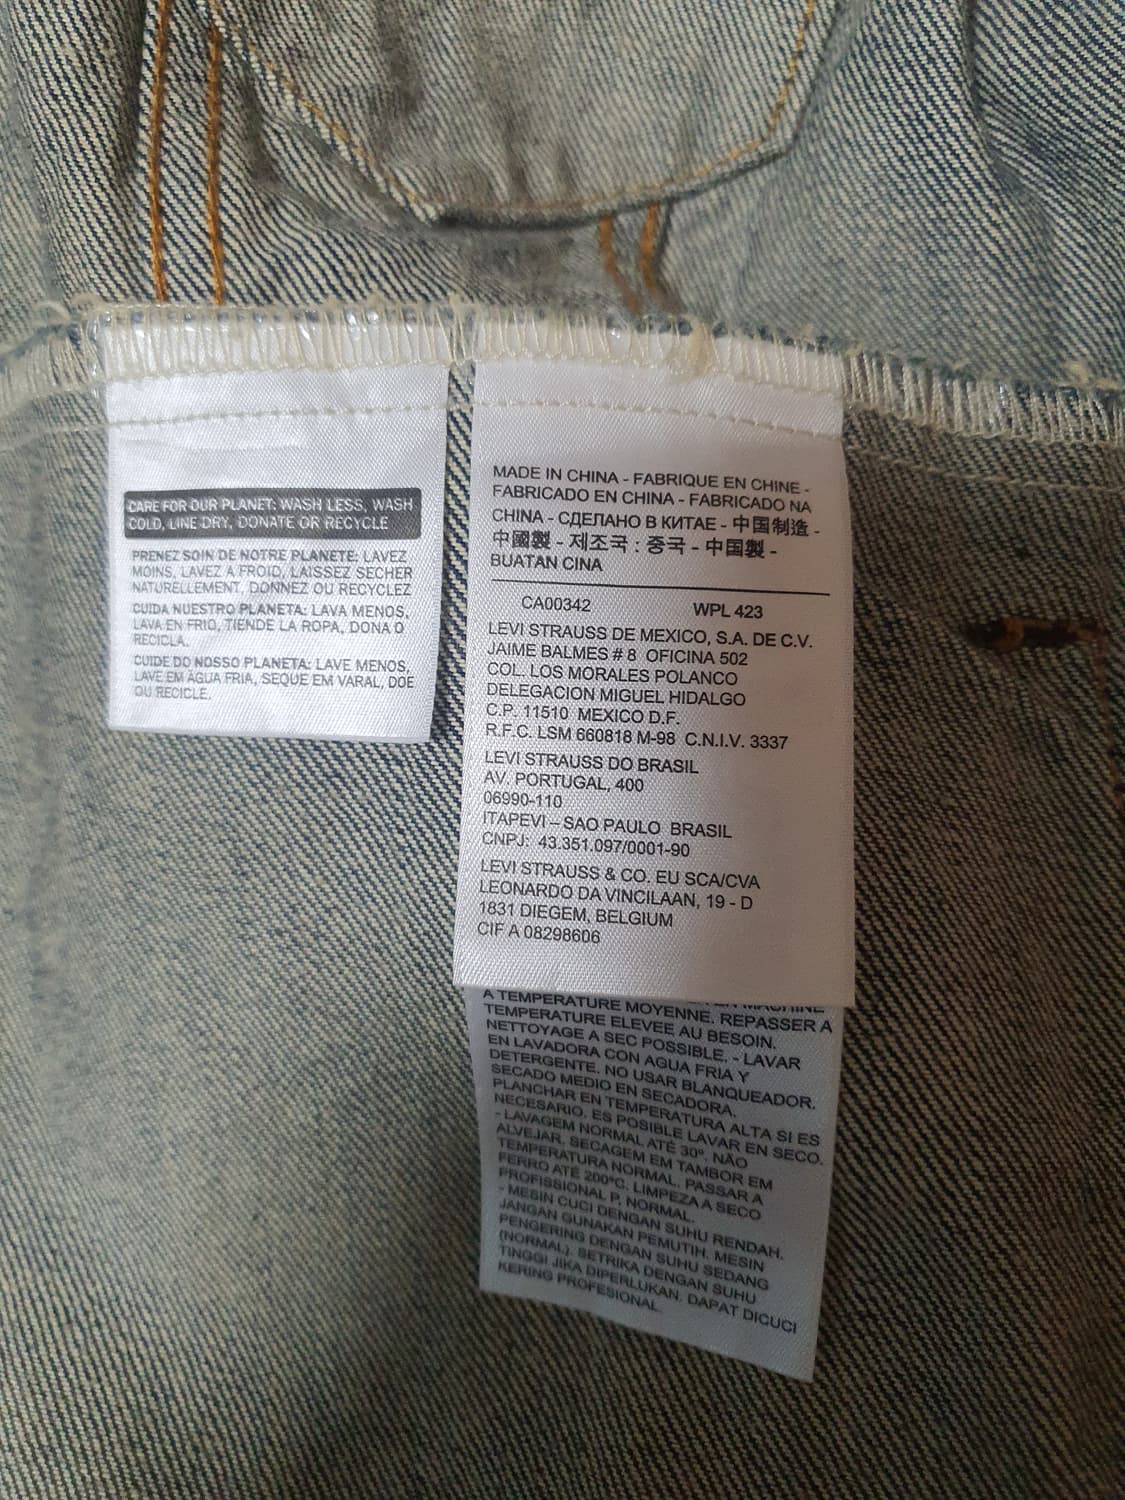 CARE FOR OUR PLANET: WASH LESS, WASH
COLD, LINE DRY, DONATE OR RECYCLE
PRENEZ SOIN DE NOTRE PLANETE: LAVEZ
MOINS, LAVEZ A FROID, LAISSEZ SECHER
NATURELLEMENT, DONNEZ OU RECYCLEZ
CUIDA NUESTRO PLANETA: LAVA MENOS,
LAVA EN FRIO, TIENDE LA ROPA, DONA O
RECICLA.
CUIDE DO NOSSO PLANETA: LAVE MENOS,
LAVE EM ÁGUA FRIA, SEQUE EM VARAL, DOE
OU RECICLE.
MADE IN CHINA - FABRIQUE EN CHINE -
FABRICADO EN CHINA - FABRICADO NA
CHINA - СДЕЛАНО В КИТАЕ - 中国制造 -
中國製 - 제조국 : 중국 - 中国製 -
BUATAN CINA
CA00342 WPL 423
LEVI STRAUSS DE MEXICO, S.A. DE C.V.
JAIME BALMES # 8 OFICINA 502
COL. LOS MORALES POLANCO
DELEGACION MIGUEL HIDALGO
C.P. 11510 MEXICO D.F.
R.F.C. LSM 660818 M-98 C.N.I.V. 3337
LEVI STRAUSS DO BRASIL
AV. PORTUGAL, 400
06990-110
ITAPEVI – SAO PAULO BRASIL
CNPJ: 43.351.097/0001-90
LEVI STRAUSS & CO. EU SCA/CVA
LEONARDO DA VINCILAAN, 19 - D
1831 DIEGEM, BELGIUM
CIF A 08298606
MACHINE
A TEMPERATURE MOYENNE. REPASSER A
TEMPERATURE ELEVEE AU BESOIN.
NETTOYAGE A SEC POSSIBLE. - LAVAR
EN LAVADORA CON AGUA FRIA Y
DETERGENTE. NO USAR BLANQUEADOR.
SECADO MEDIO EN SECADORA.
PLANCHAR EN TEMPERATURA ALTA SI ES
NECESARIO. ES POSIBLE LAVAR EN SECO.
- LAVAGEM NORMAL ATÉ 30º. NÃO
ALVEJAR. SECAGEM EM TAMBOR EM
TEMPERATURA NORMAL. PASSAR A
FERRO ATÉ 200ºC. LIMPEZA A SECO
PROFISSIONAL P, NORMAL.
- MESIN CUCI DENGAN SUHU RENDAH.
JANGAN GUNAKAN PEMUTIH. MESIN
PENGERING DENGAN SUHU SEDANG
(NORMAL). SETRIKA DENGAN SUHU
TINGGI JIKA DIPERLUKAN. DAPAT DICUCI
KERING PROFESIONAL.